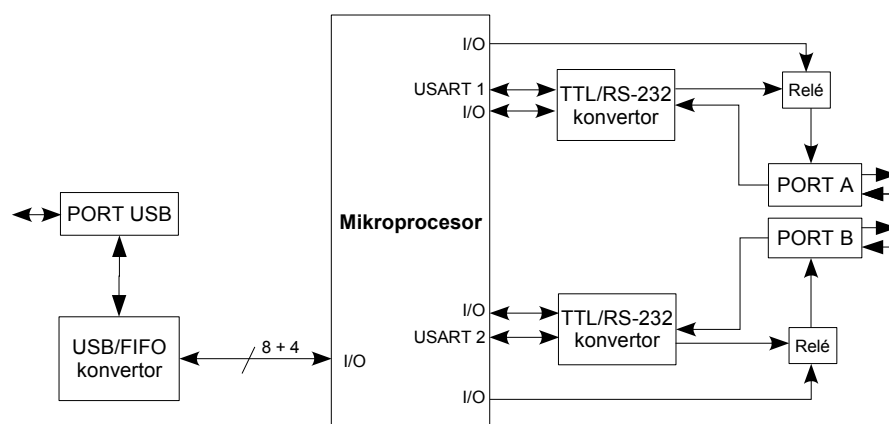 I/O
USART 1
I/O
TTL/RS-232
konvertor
Relé
PORT A
PORT USB
Mikroprocesor
PORT B
I/O
USART 2
TTL/RS-232
konvertor
Relé
USB/FIFO
konvertor
8 + 4
I/O
I/O